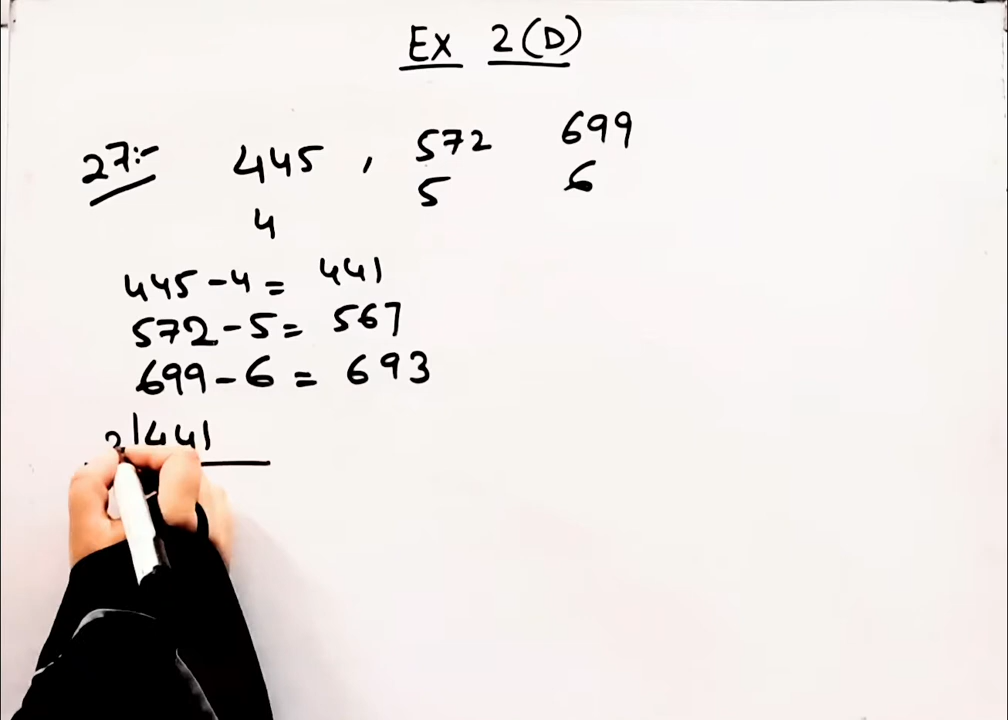 Ex 2(D)
27:- 445 , 572 699
4 5 6
445-4= 441
572-5= 567
699-6 = 693
441